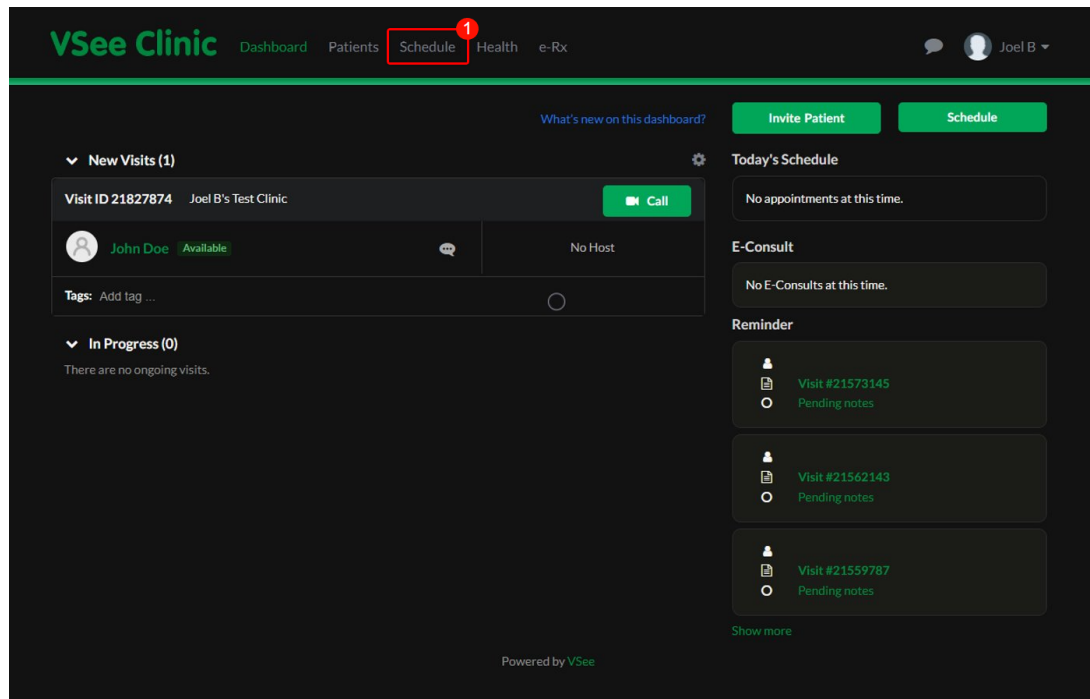 1
VSee Clinic Dashboard Patients Schedule Health e-Rx Joel B
What's new on this dashboard? Invite Patient Schedule
New Visits (1)
Visit ID 21827874 Joel B's Test Clinic Call
John Doe Available No Host
Tags: Add tag ...
In Progress (0)
There are no ongoing visits.
Today's Schedule
No appointments at this time.
E-Consult
No E-Consults at this time.
Reminder
Visit #21573145
Pending notes
Visit #21562143
Pending notes
Visit #21559787
Pending notes
Show more
Powered by VSee